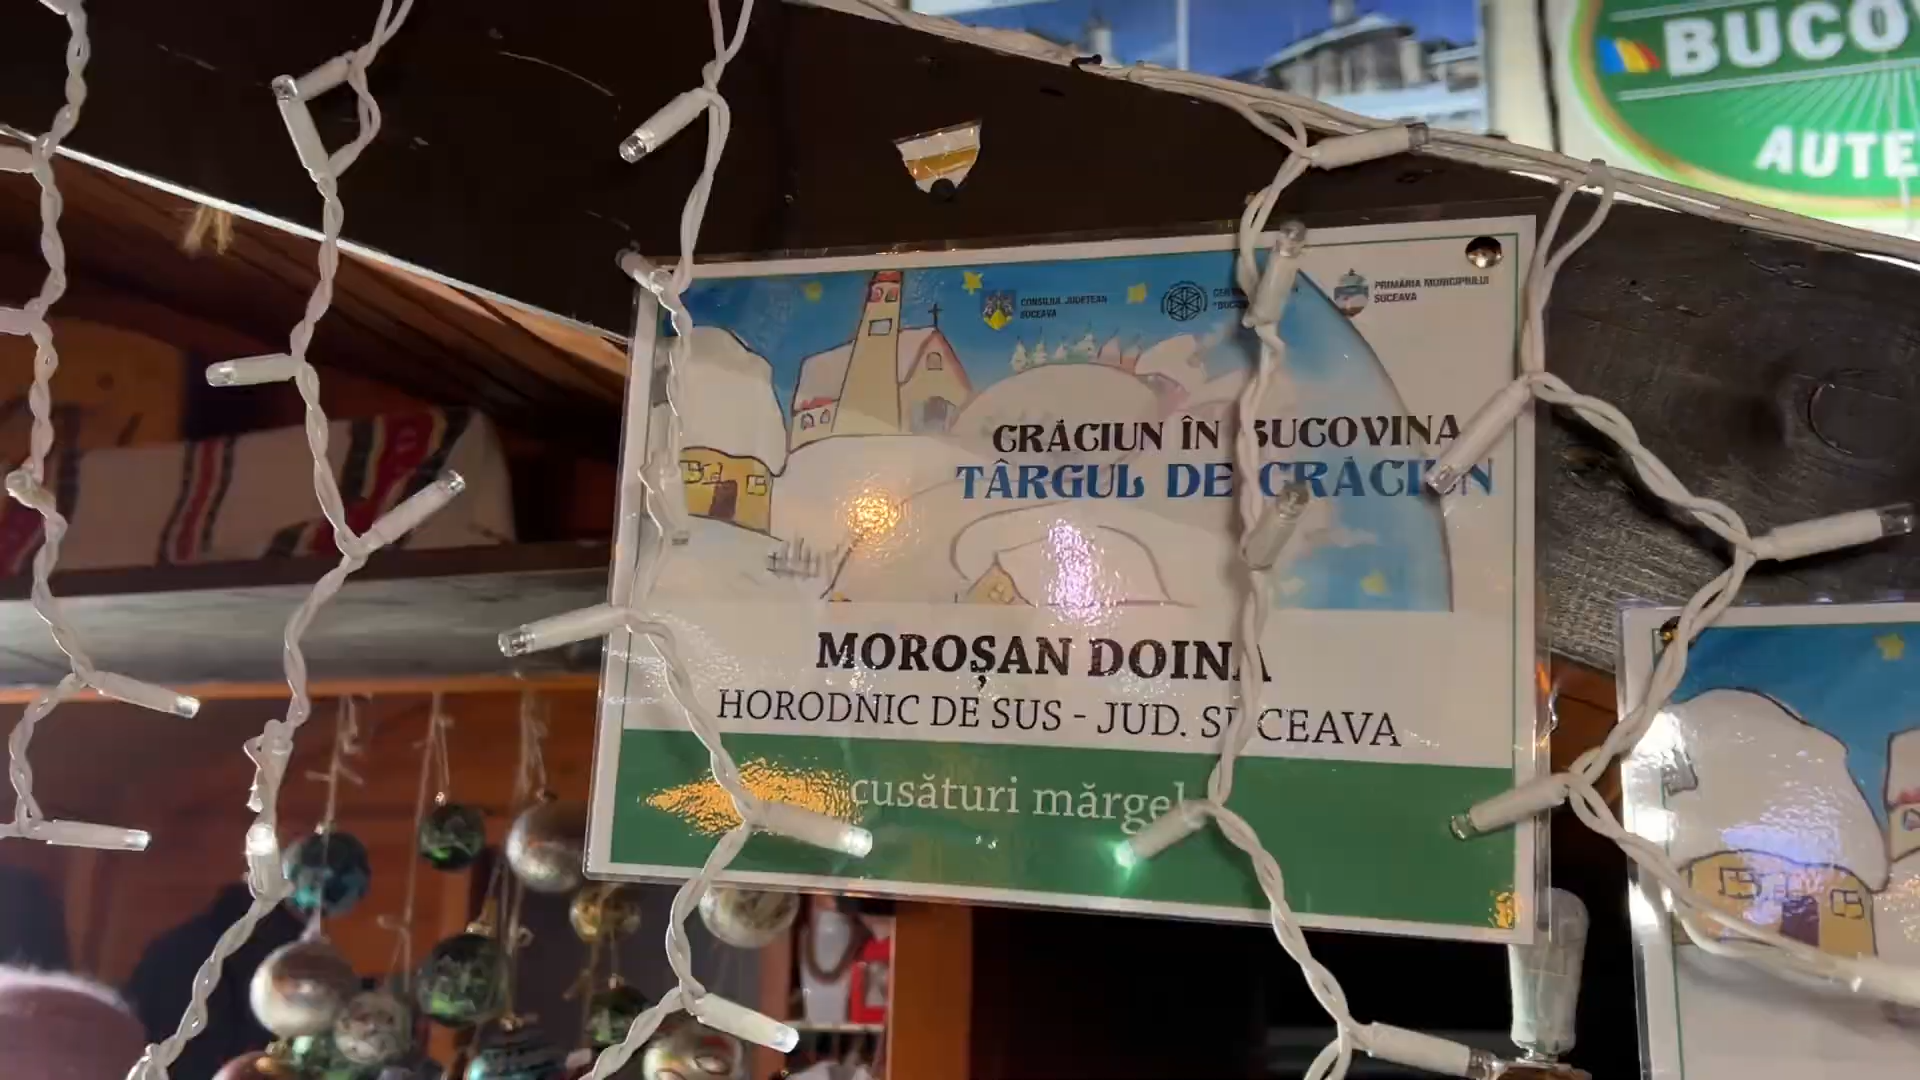 BUCO
AUTE
CONSILIUL JUDEȚEAN
SUCEAVA
PRIMĂRIA MUNICIPIULUI
SUCEAVA
CRĂCIUN ÎN BUCOVINA
TÂRGUL DE CRĂCIUN
MOROȘAN DOINA
HORODNIC DE SUS - JUD. SUCEAVA
cusături mărgele